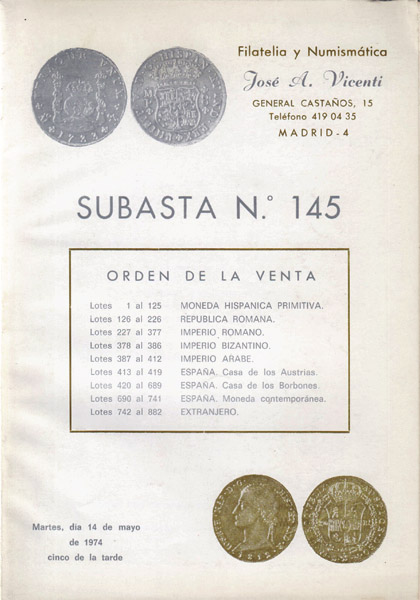 Filatelia y Numismática
José A. Vicenti
GENERAL CASTAÑOS, 15
Teléfono 419 04 35
MADRID-4
SUBASTA N.º 145
ORDEN DE LA VENTA
Lotes 1 al 125 MONEDA HISPANICA PRIMITIVA.
Lotes 126 al 226 REPUBLICA ROMANA.
Lotes 227 al 377 IMPERIO ROMANO.
Lotes 378 al 386 IMPERIO BIZANTINO.
Lotes 387 al 412 IMPERIO ARABE.
Lotes 413 al 419 ESPAÑA. Casa de los Austrias.
Lotes 420 al 689 ESPAÑA. Casa de los Borbones.
Lotes 690 al 741 ESPAÑA. Moneda contemporánea.
Lotes 742 al 882 EXTRANJERO.
Martes, día 14 de mayo
de 1974
cinco de la tarde
1812